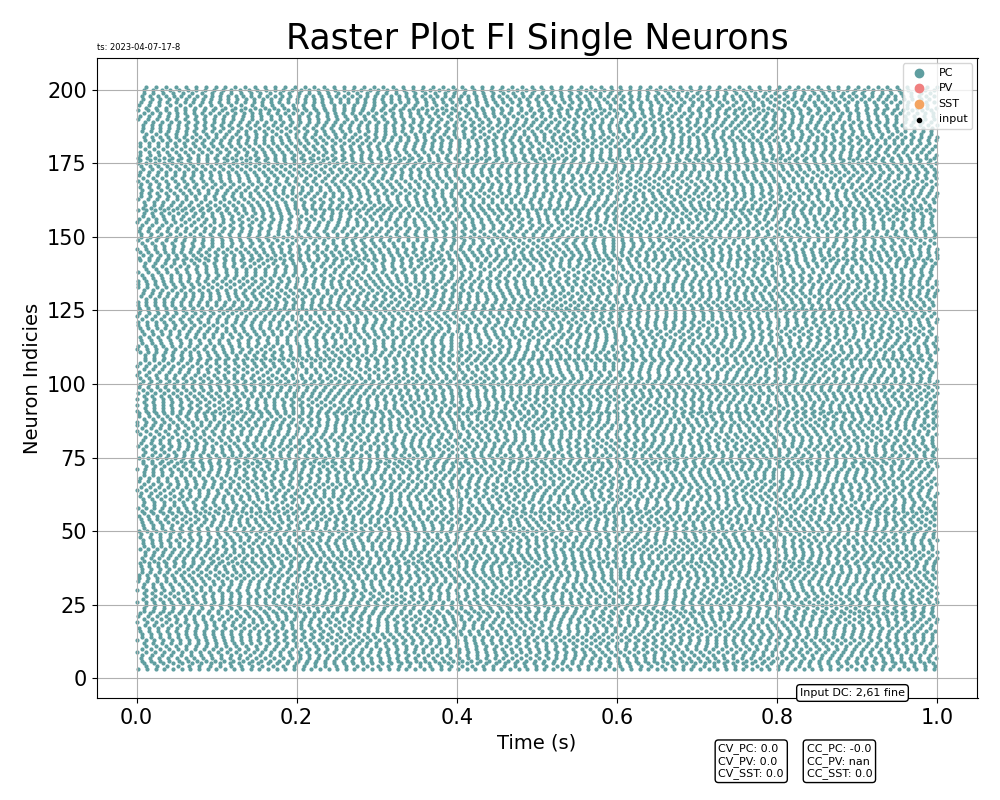 Raster Plot FI Single Neurons
ts: 2023-04-07-17-8
PC
PV
SST
input
200
175
150
125
100
75
50
25
0
Neuron Indicies
Input DC: 2,61 fine
0.0 0.2 0.4 0.6 0.8 1.0
Time (s)
CV_PC: 0.0
CV_PV: 0.0
CV_SST: 0.0
CC_PC: -0.0
CC_PV: nan
CC_SST: 0.0